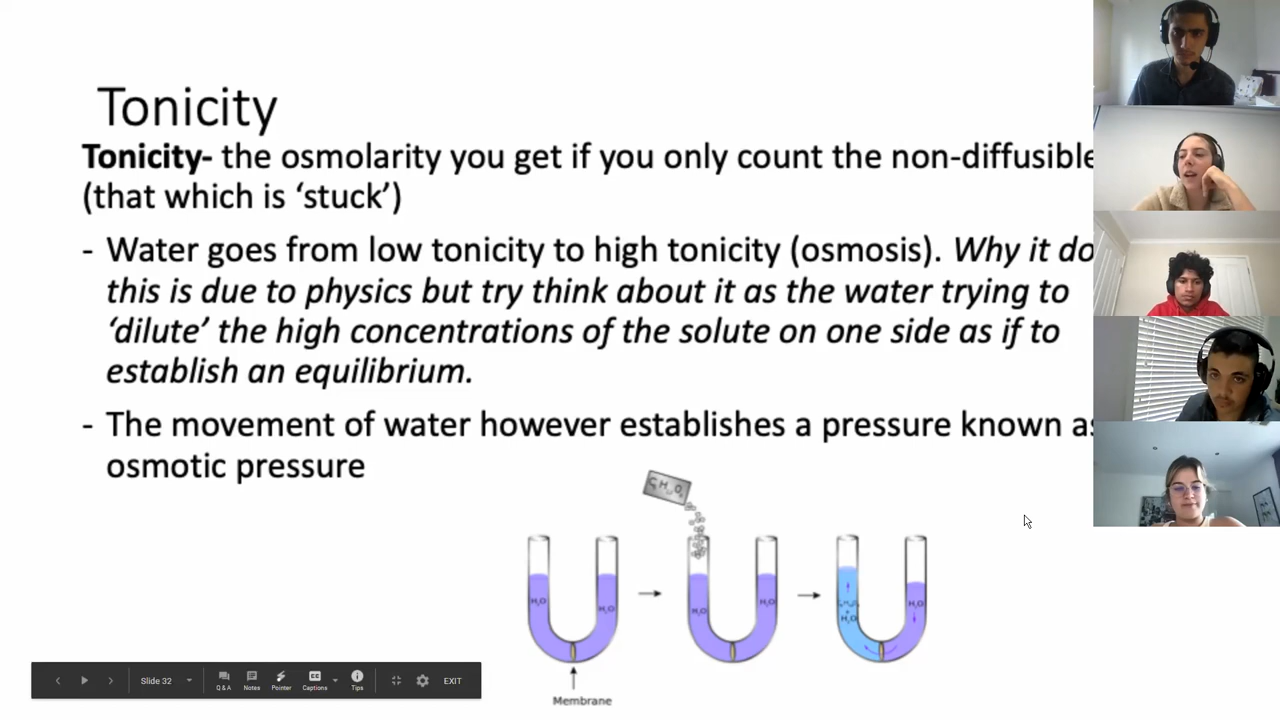 Tonicity
Tonicity- the osmolarity you get if you only count the non-diffusible
(that which is ‘stuck’)
- Water goes from low tonicity to high tonicity (osmosis). Why it do
this is due to physics but try think about it as the water trying to
‘dilute’ the high concentrations of the solute on one side as if to
establish an equilibrium.
- The movement of water however establishes a pressure known as
osmotic pressure
H₂O
H₂O
H₂O
H₂O
H₂O
H₂O
Membrane
Slide 32
Q & A
Notes
Pointer
Captions
Tips
EXIT